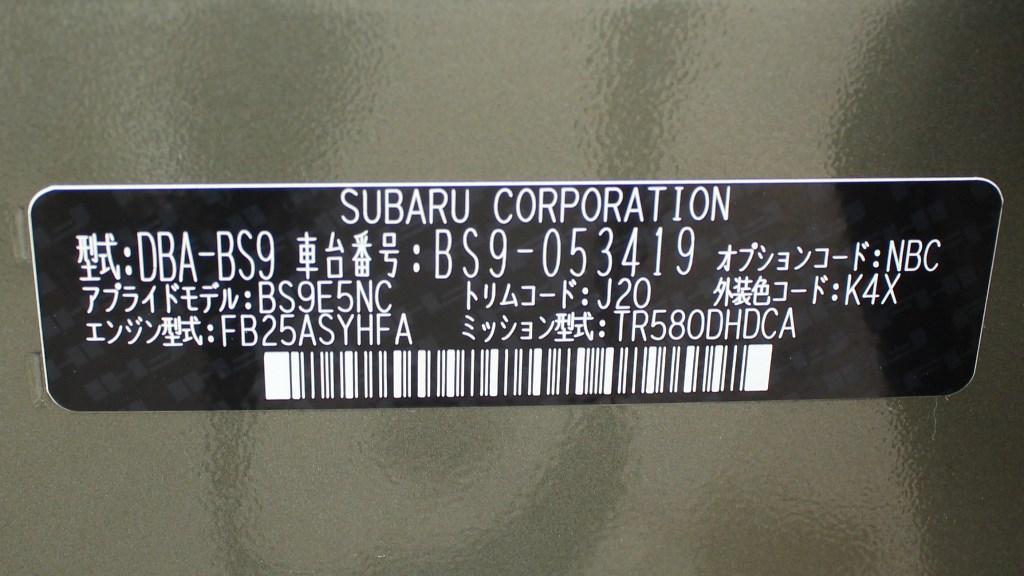 SUBARU CORPORATION
型式:DBA-BS9 車台番号:BS9-053419 オプションコード:NBC
アプライドモデル:BS9E5NC トリムコード:J20 外装色コード:K4X
エンジン型式:FB25ASYHFA ミッション型式:TR580DHDCA